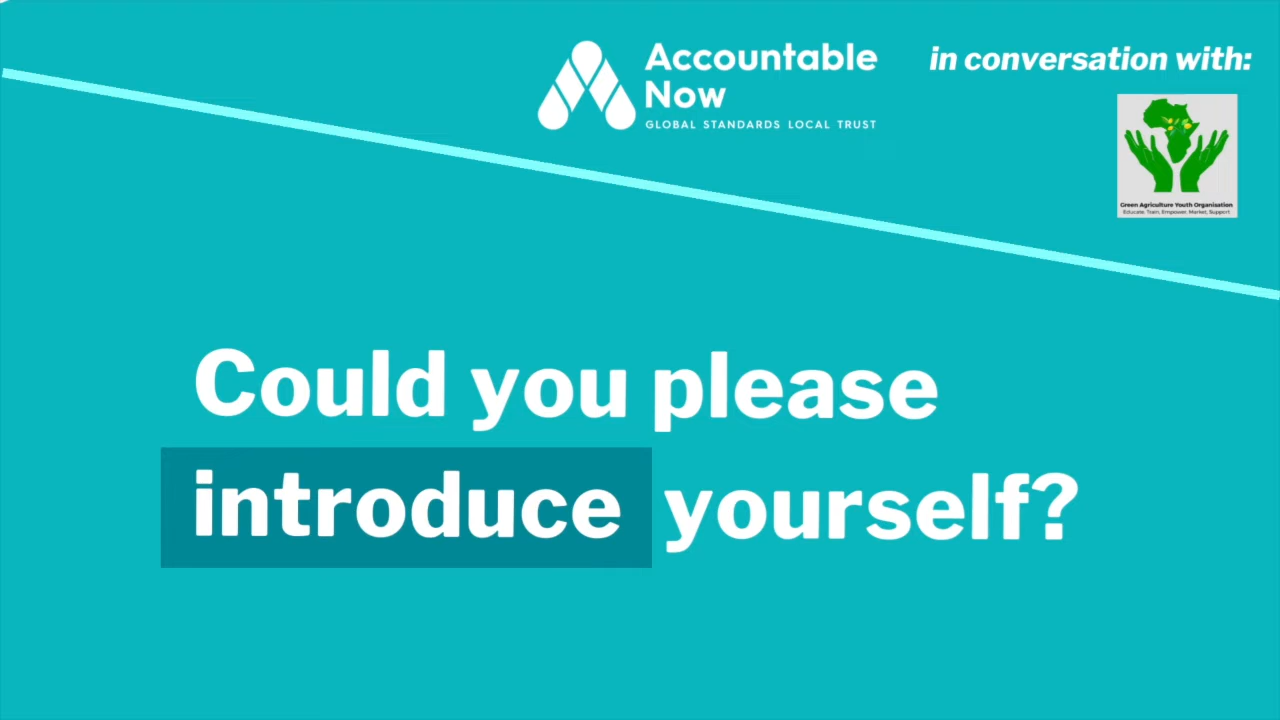 Accountable
Now
GLOBAL STANDARDS LOCAL TRUST
in conversation with:
Green Agriculture Youth Organisation
Educate, Train, Empower, Market, Support
Could you please
introduce yourself?